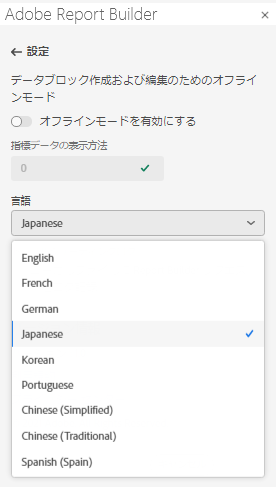 Adobe Report Builder
設定
データブロック作成および編集のためのオフラ
インモード
オフラインモードを有効にする
指標データの表示方法
0
言語
Japanese
English
French
German
Japanese
Korean
Portuguese
Chinese (Simplified)
Chinese (Traditional)
Spanish (Spain)